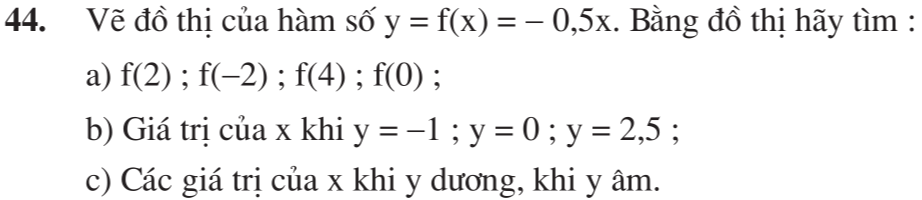 44. Vẽ đồ thị của hàm số y = f(x) = – 0,5x. Bằng đồ thị hãy tìm :
a) f(2) ; f(–2) ; f(4) ; f(0) ;
b) Giá trị của x khi y = –1 ; y = 0 ; y = 2,5 ;
c) Các giá trị của x khi y dương, khi y âm.